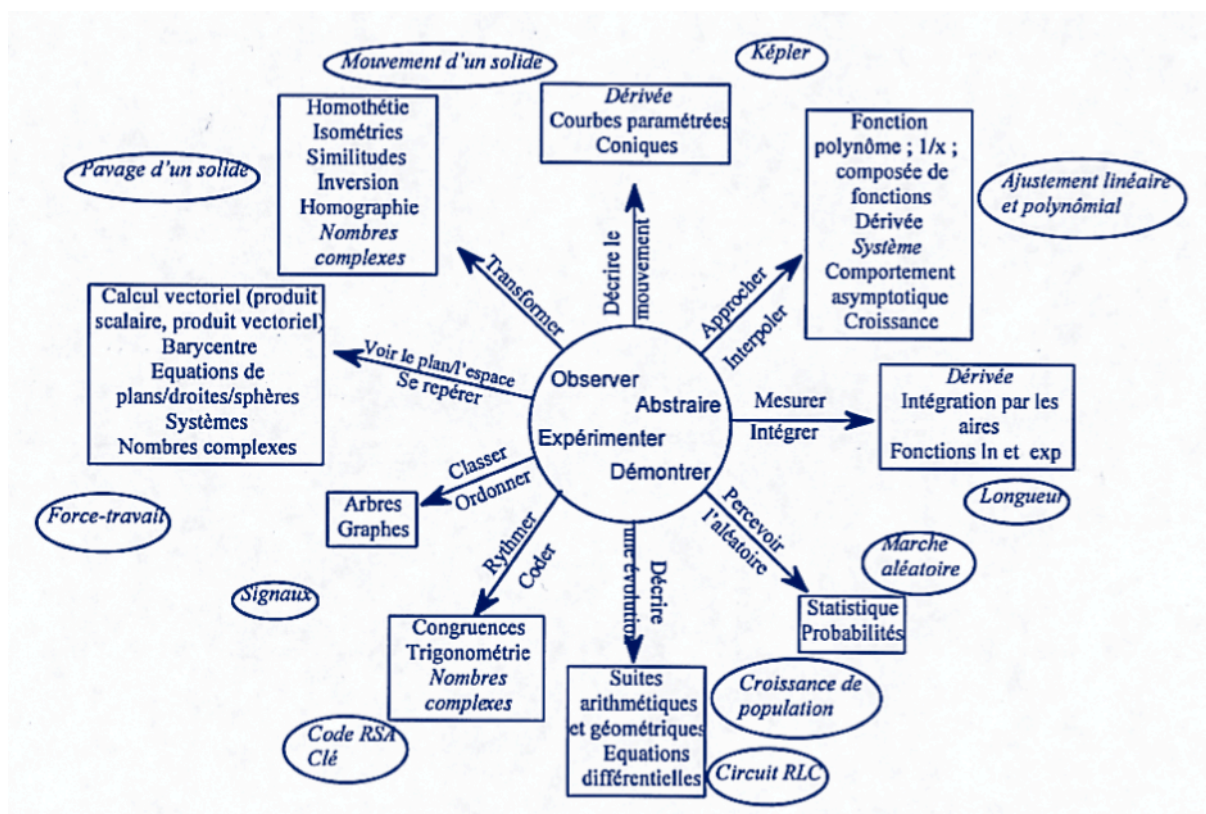 Mouvement d'un solide
Képler
Homothétie
Isométries
Similitudes
Inversion
Homographie
Nombres
complexes
Dérivée
Courbes paramétrées
Coniques
Fonction
polynôme ; 1/x ;
composée de
fonctions
Dérivée
Système
Comportement
asymptotique
Croissance
Pavage d'un solide
Ajustement linéaire
et polynômial
Transformer
Décrire le
mouvement
Approcher
Interpoler
Calcul vectoriel (produit
scalaire, produit vectoriel)
Barycentre
Equations de
plans/droites/sphères
Systèmes
Nombres complexes
Voir le plan/l'espace
Se repérer
Observer
Abstraire
Expérimenter
Démontrer
Mesurer
Intégrer
Dérivée
Intégration par les
aires
Fonctions ln et exp
Classer
Ordonner
Arbres
Graphes
Force-travail
Longueur
Rythmer
Coder
Décrire
une évolution
Percevoir
l'aléatoire
Marche
aléatoire
Signaux
Statistique
Probabilités
Congruences
Trigonométrie
Nombres
complexes
Suites
arithmétiques
et géométriques
Equations
différentielles
Croissance de
population
Code RSA
Clé
Circuit RLC